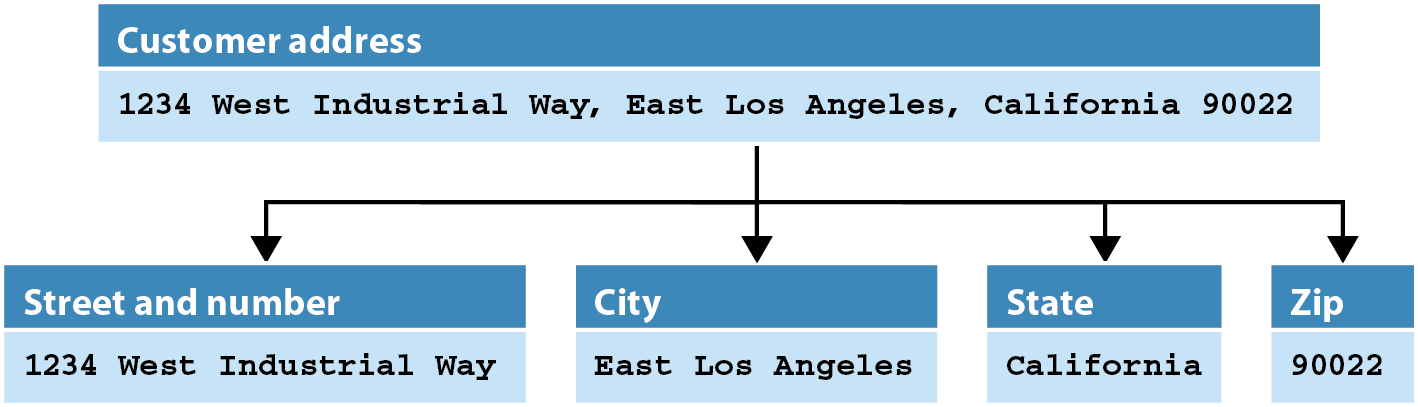 Customer address
1234 West Industrial Way, East Los Angeles, California 90022
Street and number
1234 West Industrial Way
City
East Los Angeles
State
California
Zip
90022